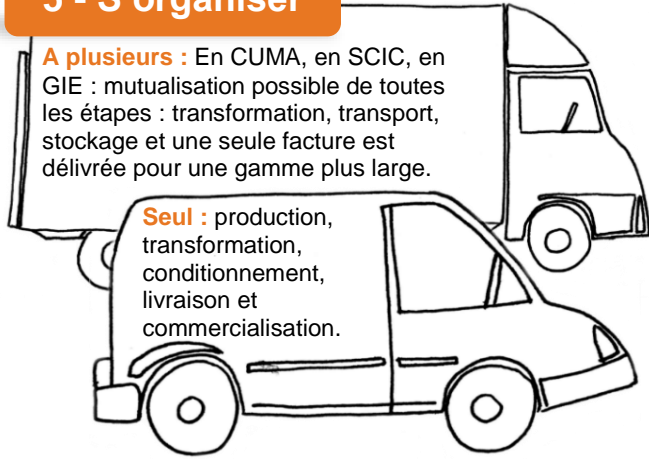 5 - S'organiser
A plusieurs : En CUMA, en SCIC, en
GIE : mutualisation possible de toutes
les étapes : transformation, transport,
stockage et une seule facture est
délivrée pour une gamme plus large.
Seul : production,
transformation,
conditionnement,
livraison et
commercialisation.